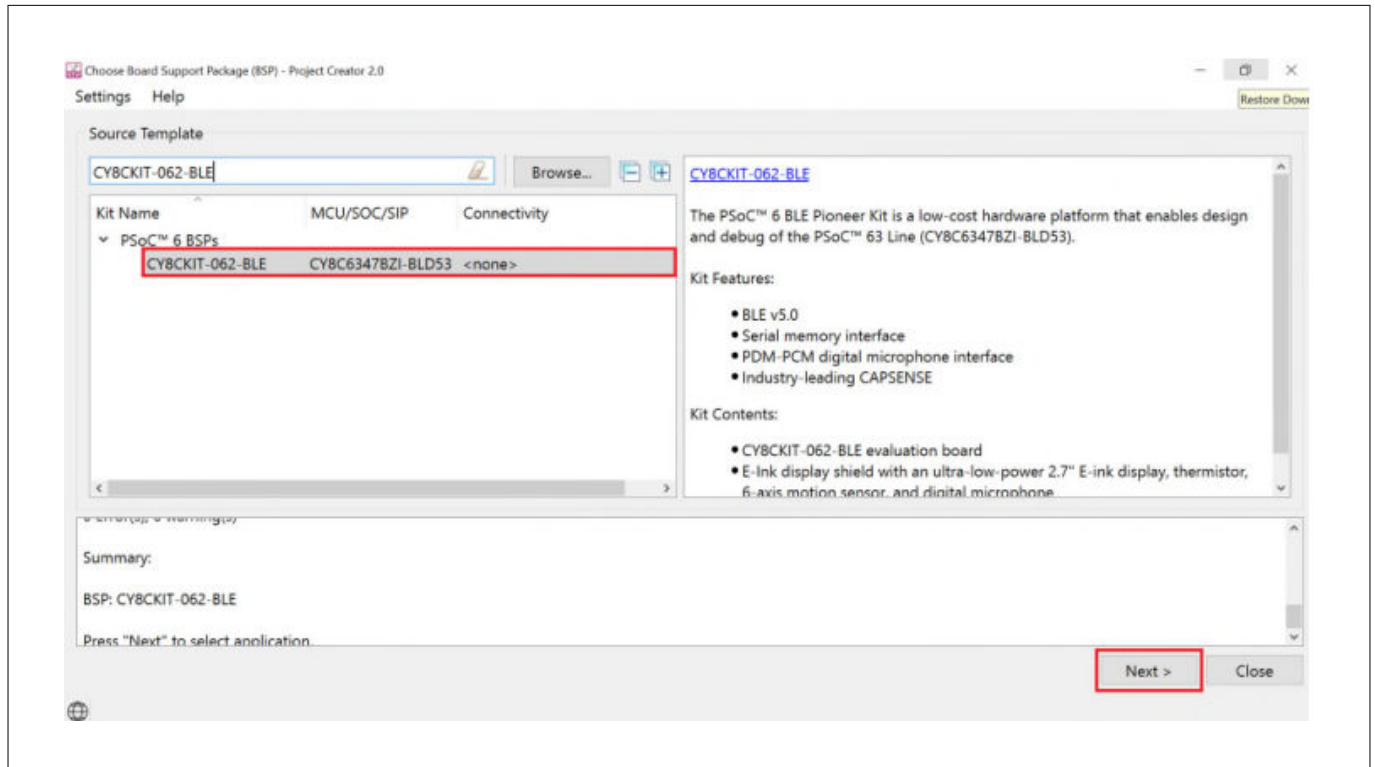 Choose Board Support Package (BSP) - Project Creator 2.0
Settings Help
Restore Down
Source Template
CY8CKIT-062-BLE
Browse...
Kit Name MCU/SOC/SIP Connectivity
PSoC™ 6 BSPs
CY8CKIT-062-BLE CY8C6347BZI-BLD53 <none>
CY8CKIT-062-BLE
The PSoC™ 6 BLE Pioneer Kit is a low-cost hardware platform that enables design
and debug of the PSoC™ 63 Line (CY8C6347BZI-BLD53).
Kit Features:
• BLE v5.0
• Serial memory interface
• PDM-PCM digital microphone interface
• Industry-leading CAPSENSE
Kit Contents:
• CY8CKIT-062-BLE evaluation board
• E-Ink display shield with an ultra-low-power 2.7" E-ink display, thermistor,
6-axis motion sensor, and digital microphone
0 error(s), 0 warning(s)
Summary:
BSP: CY8CKIT-062-BLE
Press "Next" to select application.
Next >
Close